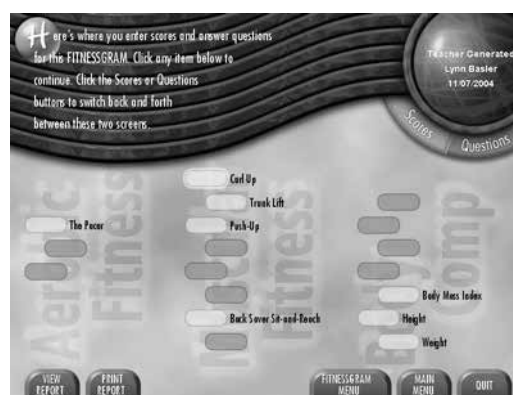 Here's where you enter scores and answer questions
for this FITNESSGRAM. Click any item below to
continue. Click the Scores or Questions
buttons to switch back and forth
between these two screens.
Teacher Generated
Lynn Basler
11/07/2004
Scores
Questions
Aerobic
Fitness
Fitness
Body
Comp
Curl Up
Trunk Lift
The Pacer
Push-Up
Back Saver Sit-and-Reach
Body Mass Index
Height
Weight
VIEW
REPORT
PRINT
REPORT
FITNESSGRAM
MENU
MAIN
MENU
QUIT